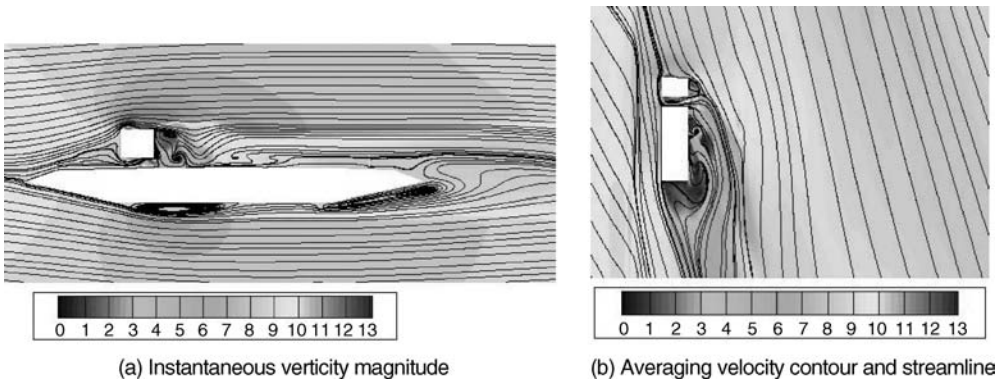 0 1 2 3 4 5 6 7 8 9 10 11 12 13
0 1 2 3 4 5 6 7 8 9 10 11 12 13
(a) Instantaneous verticity magnitude
(b) Averaging velocity contour and streamline